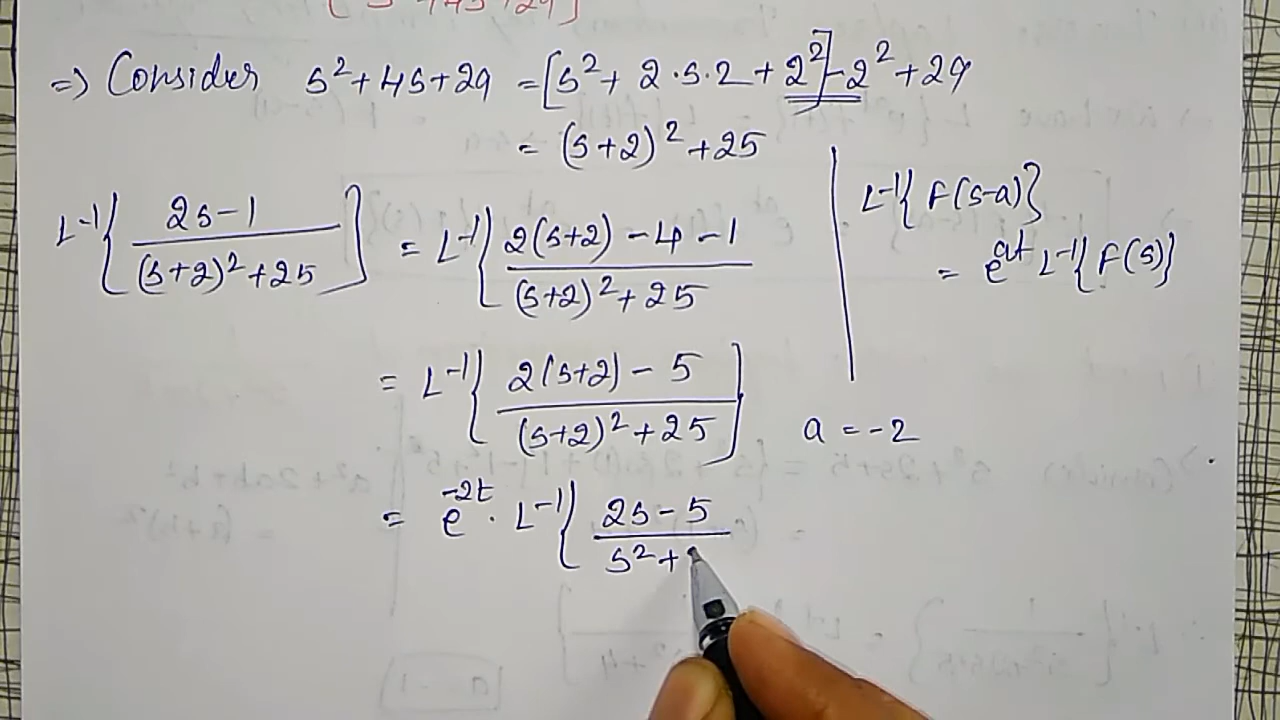 => Consider s² + 4s + 29 = [s² + 2·s·2 + 2²] - 2² + 29
= (s+2)² + 25
L⁻¹{ (2s - 1) / ((s+2)² + 25) } = L⁻¹{ (2(s+2) - 4 - 1) / ((s+2)² + 25)
L⁻¹{ F(s-a) }
= e^{at} L⁻¹{ F(s) }
= L⁻¹{ (2(s+2) - 5) / ((s+2)² + 25) }
a = -2
= e^{-2t} · L⁻¹{ (2s - 5) / (s² +